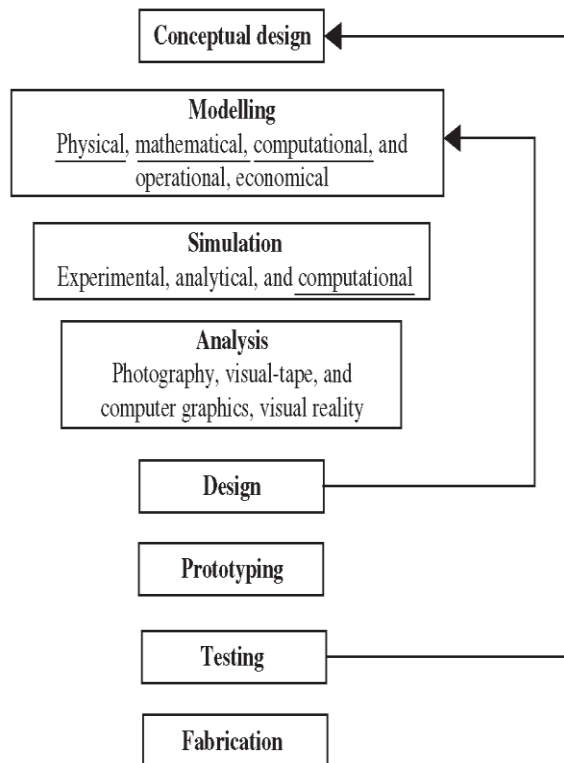 Conceptual design
Modelling
Physical, mathematical, computational, and
operational, economical
Simulation
Experimental, analytical, and computational
Analysis
Photography, visual-tape, and
computer graphics, visual reality
Design
Prototyping
Testing
Fabrication